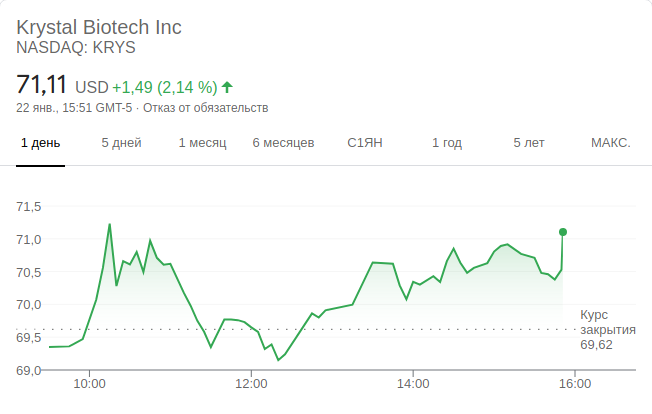 Krystal Biotech Inc
NASDAQ: KRYS
71,11 USD +1,49 (2,14 %)
22 янв., 15:51 GMT-5 · Отказ от обязательств
1 день 5 дней 1 месяц 6 месяцев С1ЯН 1 год 5 лет МАКС.
71,5
71,0
70,5
70,0
69,5
69,0
Курс
закрытия
69,62
10:00 12:00 14:00 16:00